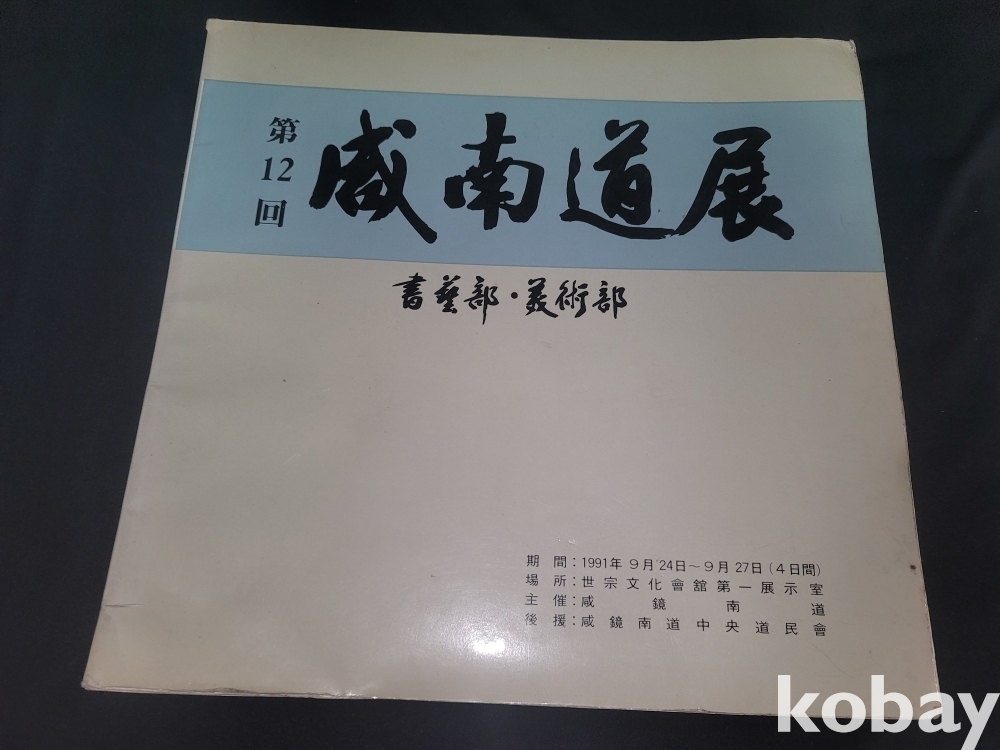 第12回
咸南道展
書藝部·美術部
期間:1991年 9月 24日~9月 27日(4日間)
場所:世宗文化會舘第一展示室
主催:咸鏡南道
後援:咸鏡南道中央道民會
kobay